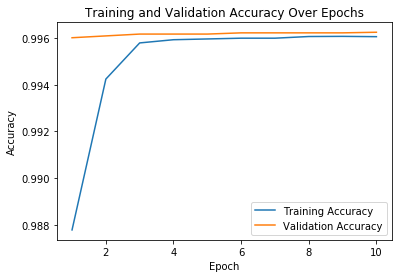 Training and Validation Accuracy Over Epochs
0.996
0.994
0.992
0.990
0.988
Accuracy
2
4
6
8
10
Epoch
Training Accuracy
Validation Accuracy